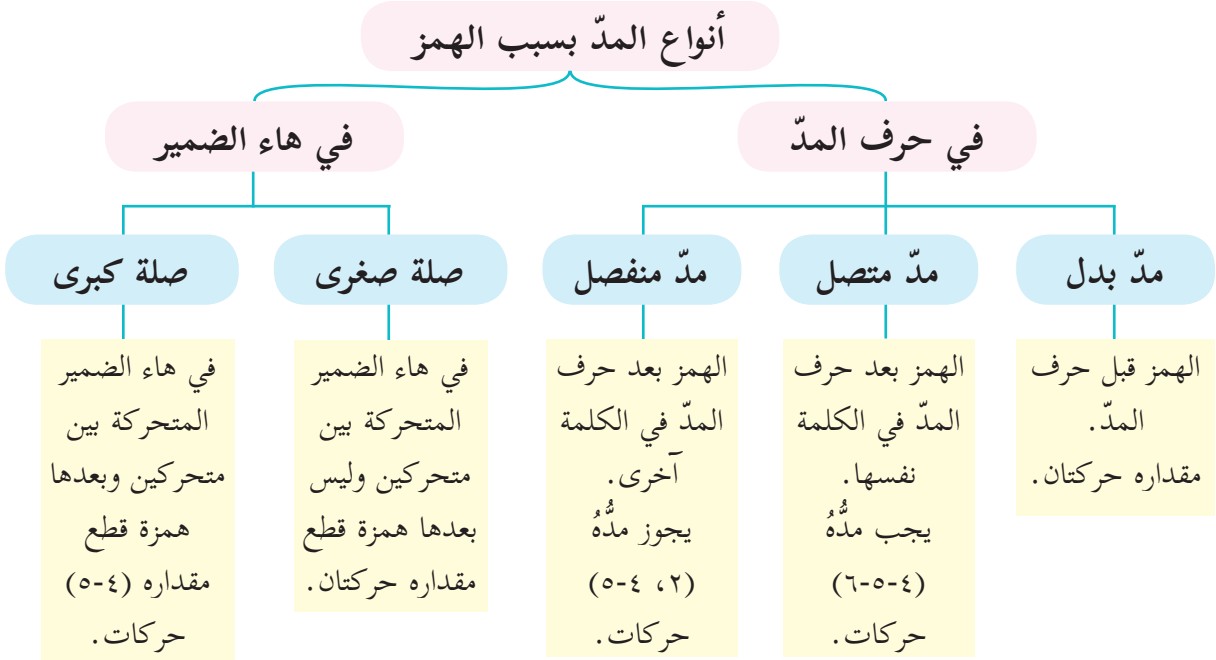 أنواع المدّ بسبب الهمز
في حرف المدّ
في هاء الضمير
مدّ بدل
مدّ متصل
مدّ منفصل
صلة صغرى
صلة كبرى
الهمز قبل حرف
المدّ.
مقداره حركتان.
الهمز بعد حرف
المدّ في الكلمة
نفسها.
يجب مدُّهُ
(٤-٥-٦)
حركات.
الهمز بعد حرف
المدّ في الكلمة
آخرى.
يجوز مدُّهُ
(٢، ٤-٥)
حركات.
في هاء الضمير
المتحركة بين
متحركين وليس
بعدها همزة قطع
مقداره حركتان.
في هاء الضمير
المتحركة بين
متحركين وبعدها
همزة قطع
مقداره (٤-٥)
حركات.